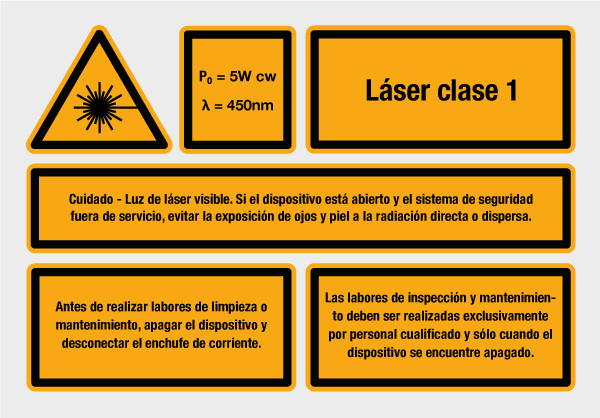 P₀ = 5W cw
λ = 450nm
Láser clase 1
Cuidado - Luz de láser visible. Si el dispositivo está abierto y el sistema de seguridad
fuera de servicio, evitar la exposición de ojos y piel a la radiación directa o dispersa.
Antes de realizar labores de limpieza o
mantenimiento, apagar el dispositivo y
desconectar el enchufe de corriente.
Las labores de inspección y mantenimien-
to deben ser realizadas exclusivamente
por personal cualificado y sólo cuando el
dispositivo se encuentre apagado.